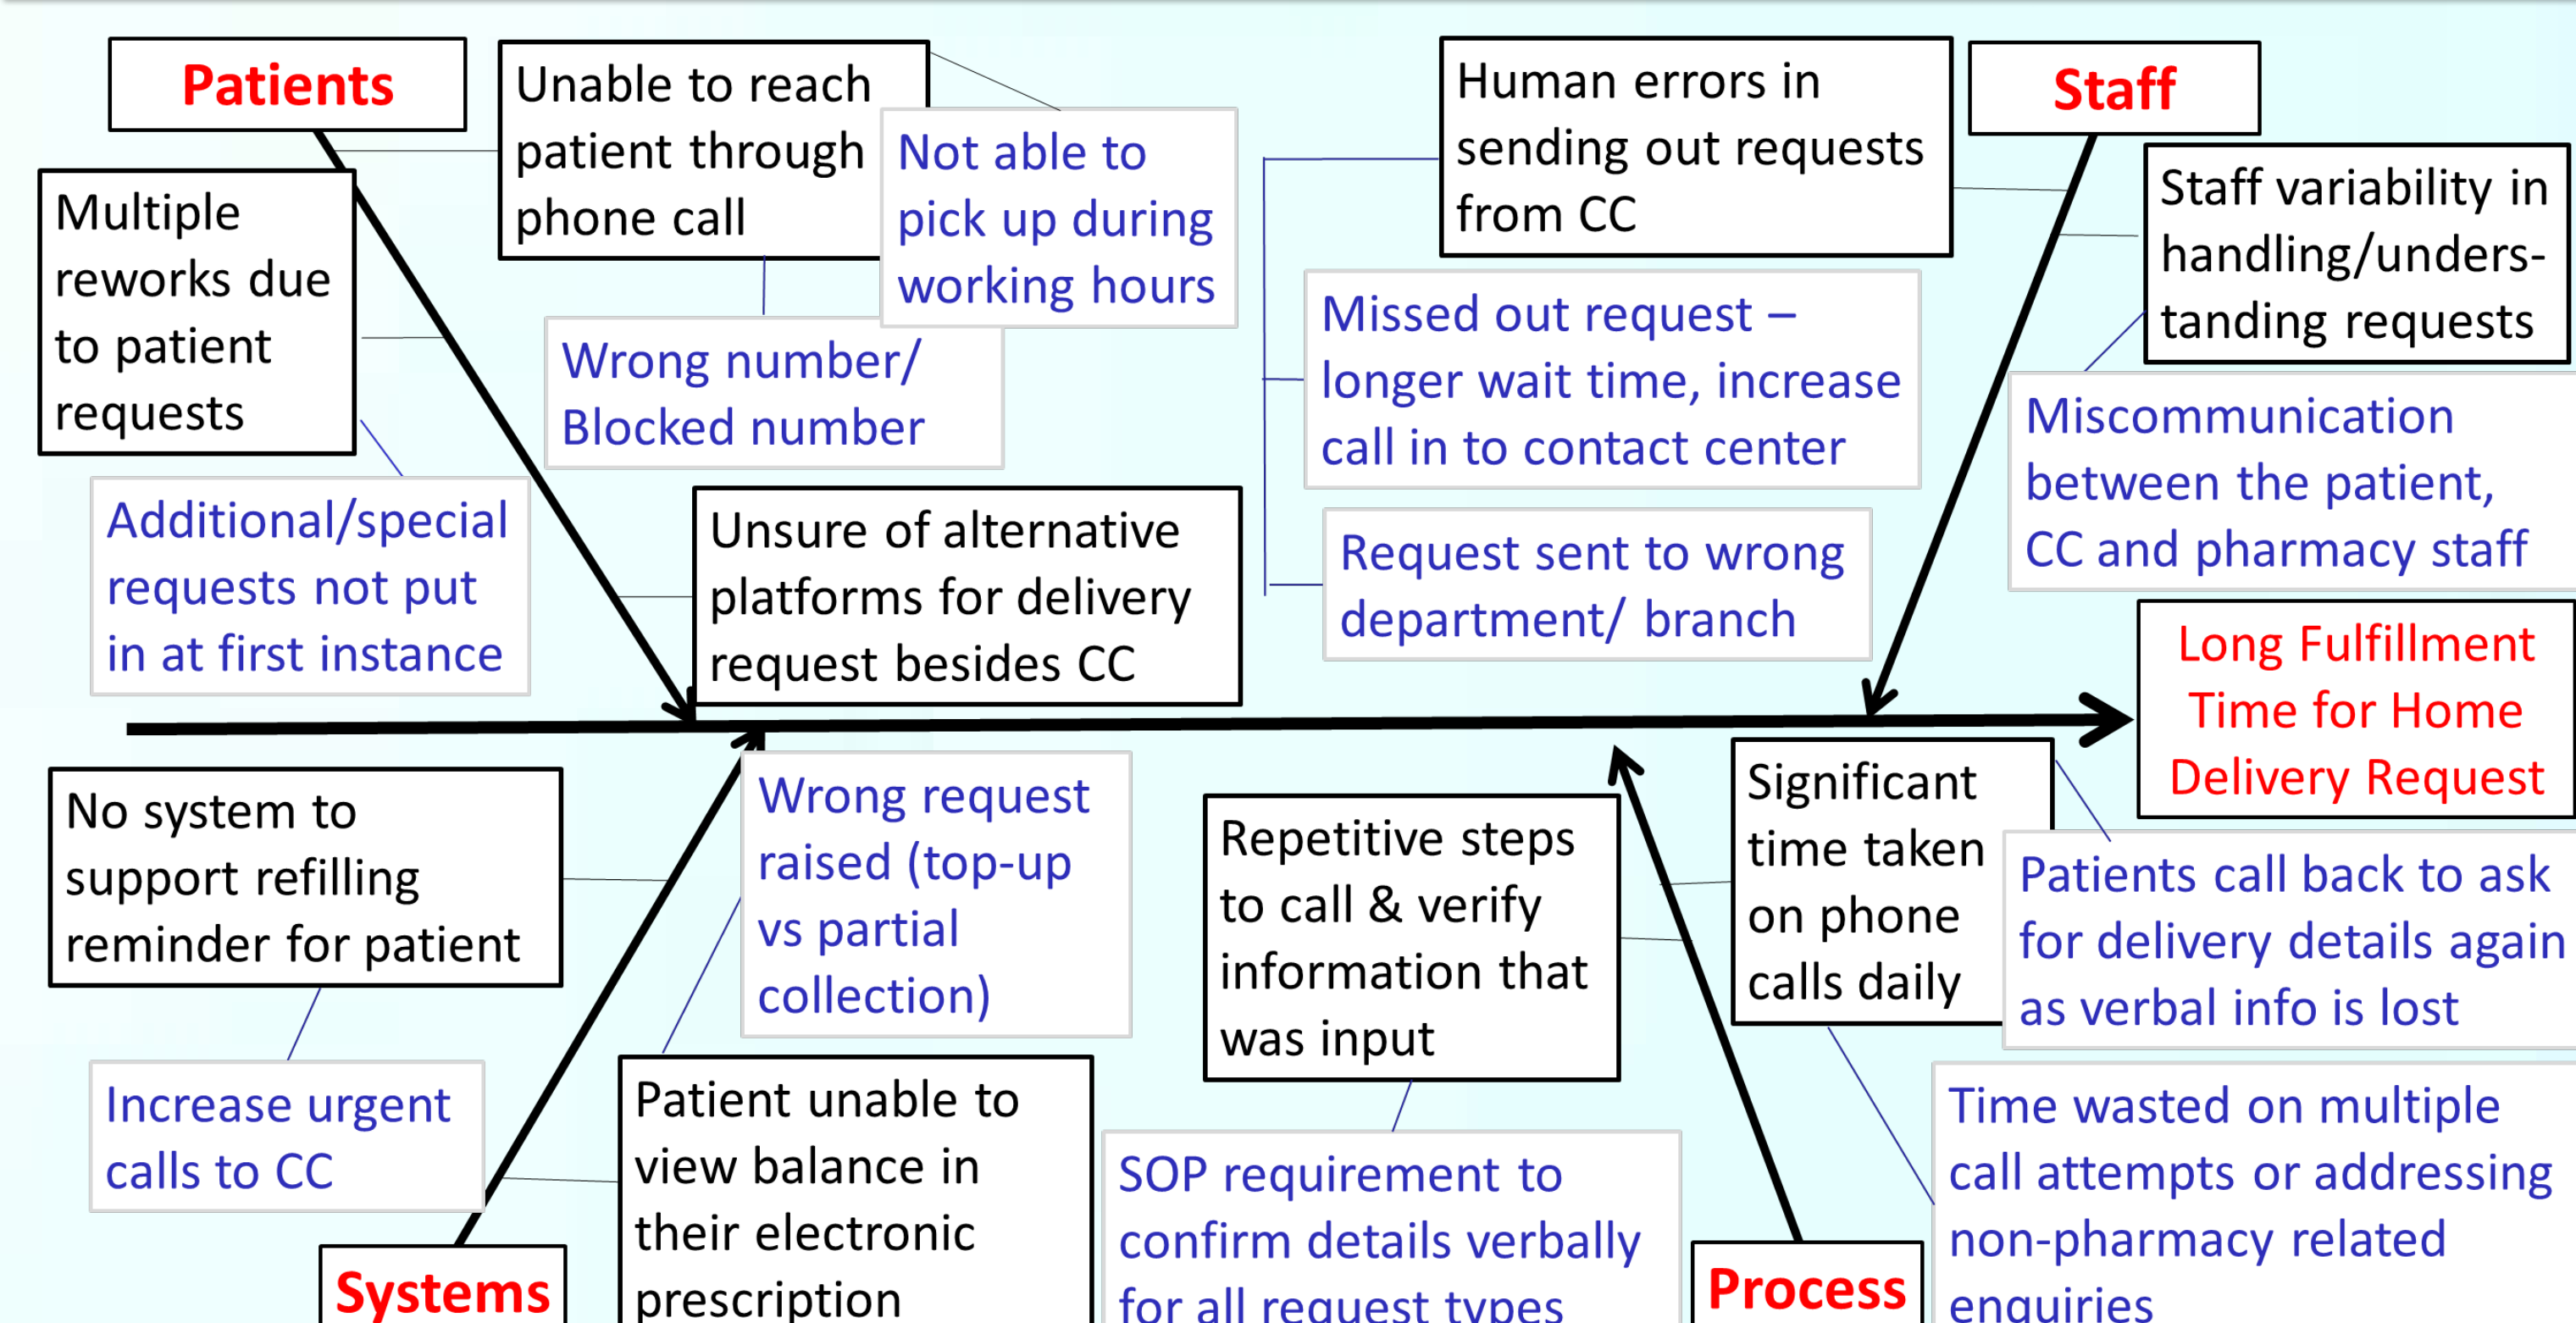 Patients
Unable to reach
patient through
phone call
Not able to
pick up during
working hours
Wrong number/
Blocked number
Multiple
reworks due
to patient
requests
Additional/special
requests not put
in at first instance
Unsure of alternative
platforms for delivery
request besides CC
Human errors in
sending out requests
from CC
Missed out request –
longer wait time, increase
call in to contact center
Request sent to wrong
department/ branch
Staff
Staff variability in
handling/unders-
tanding requests
Miscommunication
between the patient,
CC and pharmacy staff
Long Fulfillment
Time for Home
Delivery Request
No system to
support refilling
reminder for patient
Increase urgent
calls to CC
Systems
Wrong request
raised (top-up
vs partial
collection)
Patient unable to
view balance in
their electronic
prescription
Repetitive steps
to call & verify
information that
was input
SOP requirement to
confirm details verbally
for all request types
Process
Significant
time taken
on phone
calls daily
Patients call back to ask
for delivery details again
as verbal info is lost
Time wasted on multiple
call attempts or addressing
non-pharmacy related
enquiries